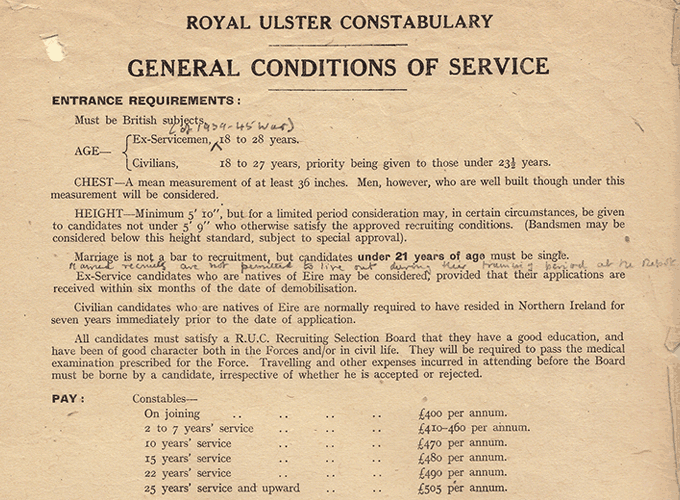 ROYAL ULSTER CONSTABULARY
GENERAL CONDITIONS OF SERVICE
ENTRANCE REQUIREMENTS:
Must be British subjects.
(of 1939-45 War)
AGE— Ex-Servicemen, 18 to 28 years.
Civilians, 18 to 27 years, priority being given to those under 23½ years.
CHEST—A mean measurement of at least 36 inches. Men, however, who are well built though under this
measurement will be considered.
HEIGHT—Minimum 5' 10", but for a limited period consideration may, in certain circumstances, be given
to candidates not under 5' 9" who otherwise satisfy the approved recruiting conditions. (Bandsmen may be
considered below this height standard, subject to special approval).
Marriage is not a bar to recruitment, but candidates under 21 years of age must be single.
Married recruits are not permitted to live out during their training period at the Depot
Ex-Service candidates who are natives of Eire may be considered, provided that their applications are
received within six months of the date of demobilisation.
Civilian candidates who are natives of Eire are normally required to have resided in Northern Ireland for
seven years immediately prior to the date of application.
All candidates must satisfy a R.U.C. Recruiting Selection Board that they have a good education, and
have been of good character both in the Forces and/or in civil life. They will be required to pass the medical
examination prescribed for the Force. Travelling and other expenses incurred in attending before the Board
must be borne by a candidate, irrespective of whether he is accepted or rejected.
PAY: Constables—
On joining .. .. .. .. £400 per annum.
2 to 7 years' service .. .. .. £410-460 per annum.
10 years' service .. .. .. £470 per annum.
15 years' service .. .. .. £480 per annum.
22 years' service .. .. .. £490 per annum.
25 years' service and upward .. .. £505 per annum.